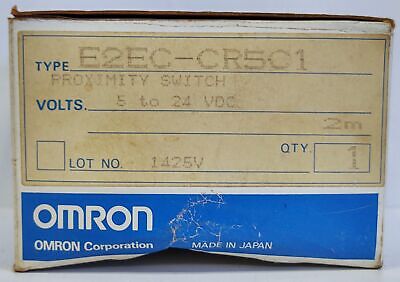 TYPE E2EC-CR5C1
PROXIMITY SWITCH
VOLTS. 5 to 24 VDC
2m
QTY. 1
LOT NO. 1425V
OMRON
OMRON Corporation MADE IN JAPAN